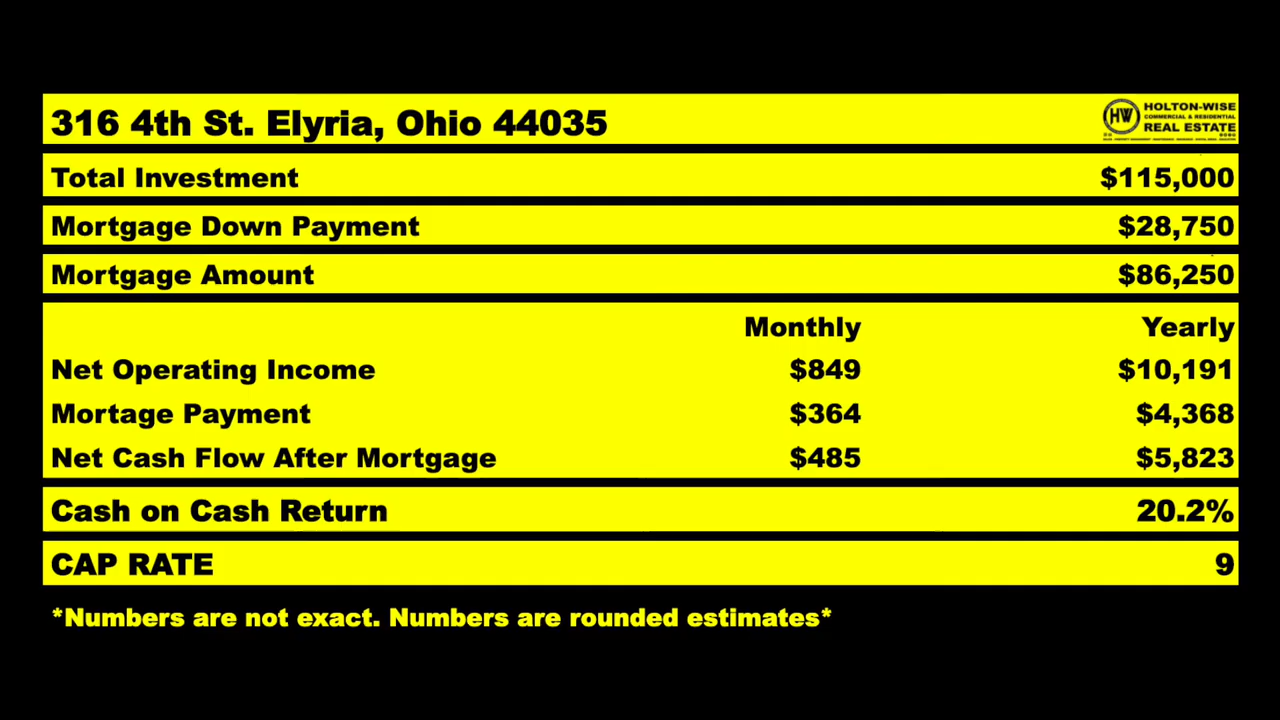 316 4th St. Elyria, Ohio 44035
HW
HOLTON-WISE
COMMERCIAL & RESIDENTIAL
REAL ESTATE
Total Investment $115,000
Mortgage Down Payment $28,750
Mortgage Amount $86,250
Monthly Yearly
Net Operating Income $849 $10,191
Mortage Payment $364 $4,368
Net Cash Flow After Mortgage $485 $5,823
Cash on Cash Return 20.2%
CAP RATE 9
*Numbers are not exact. Numbers are rounded estimates*